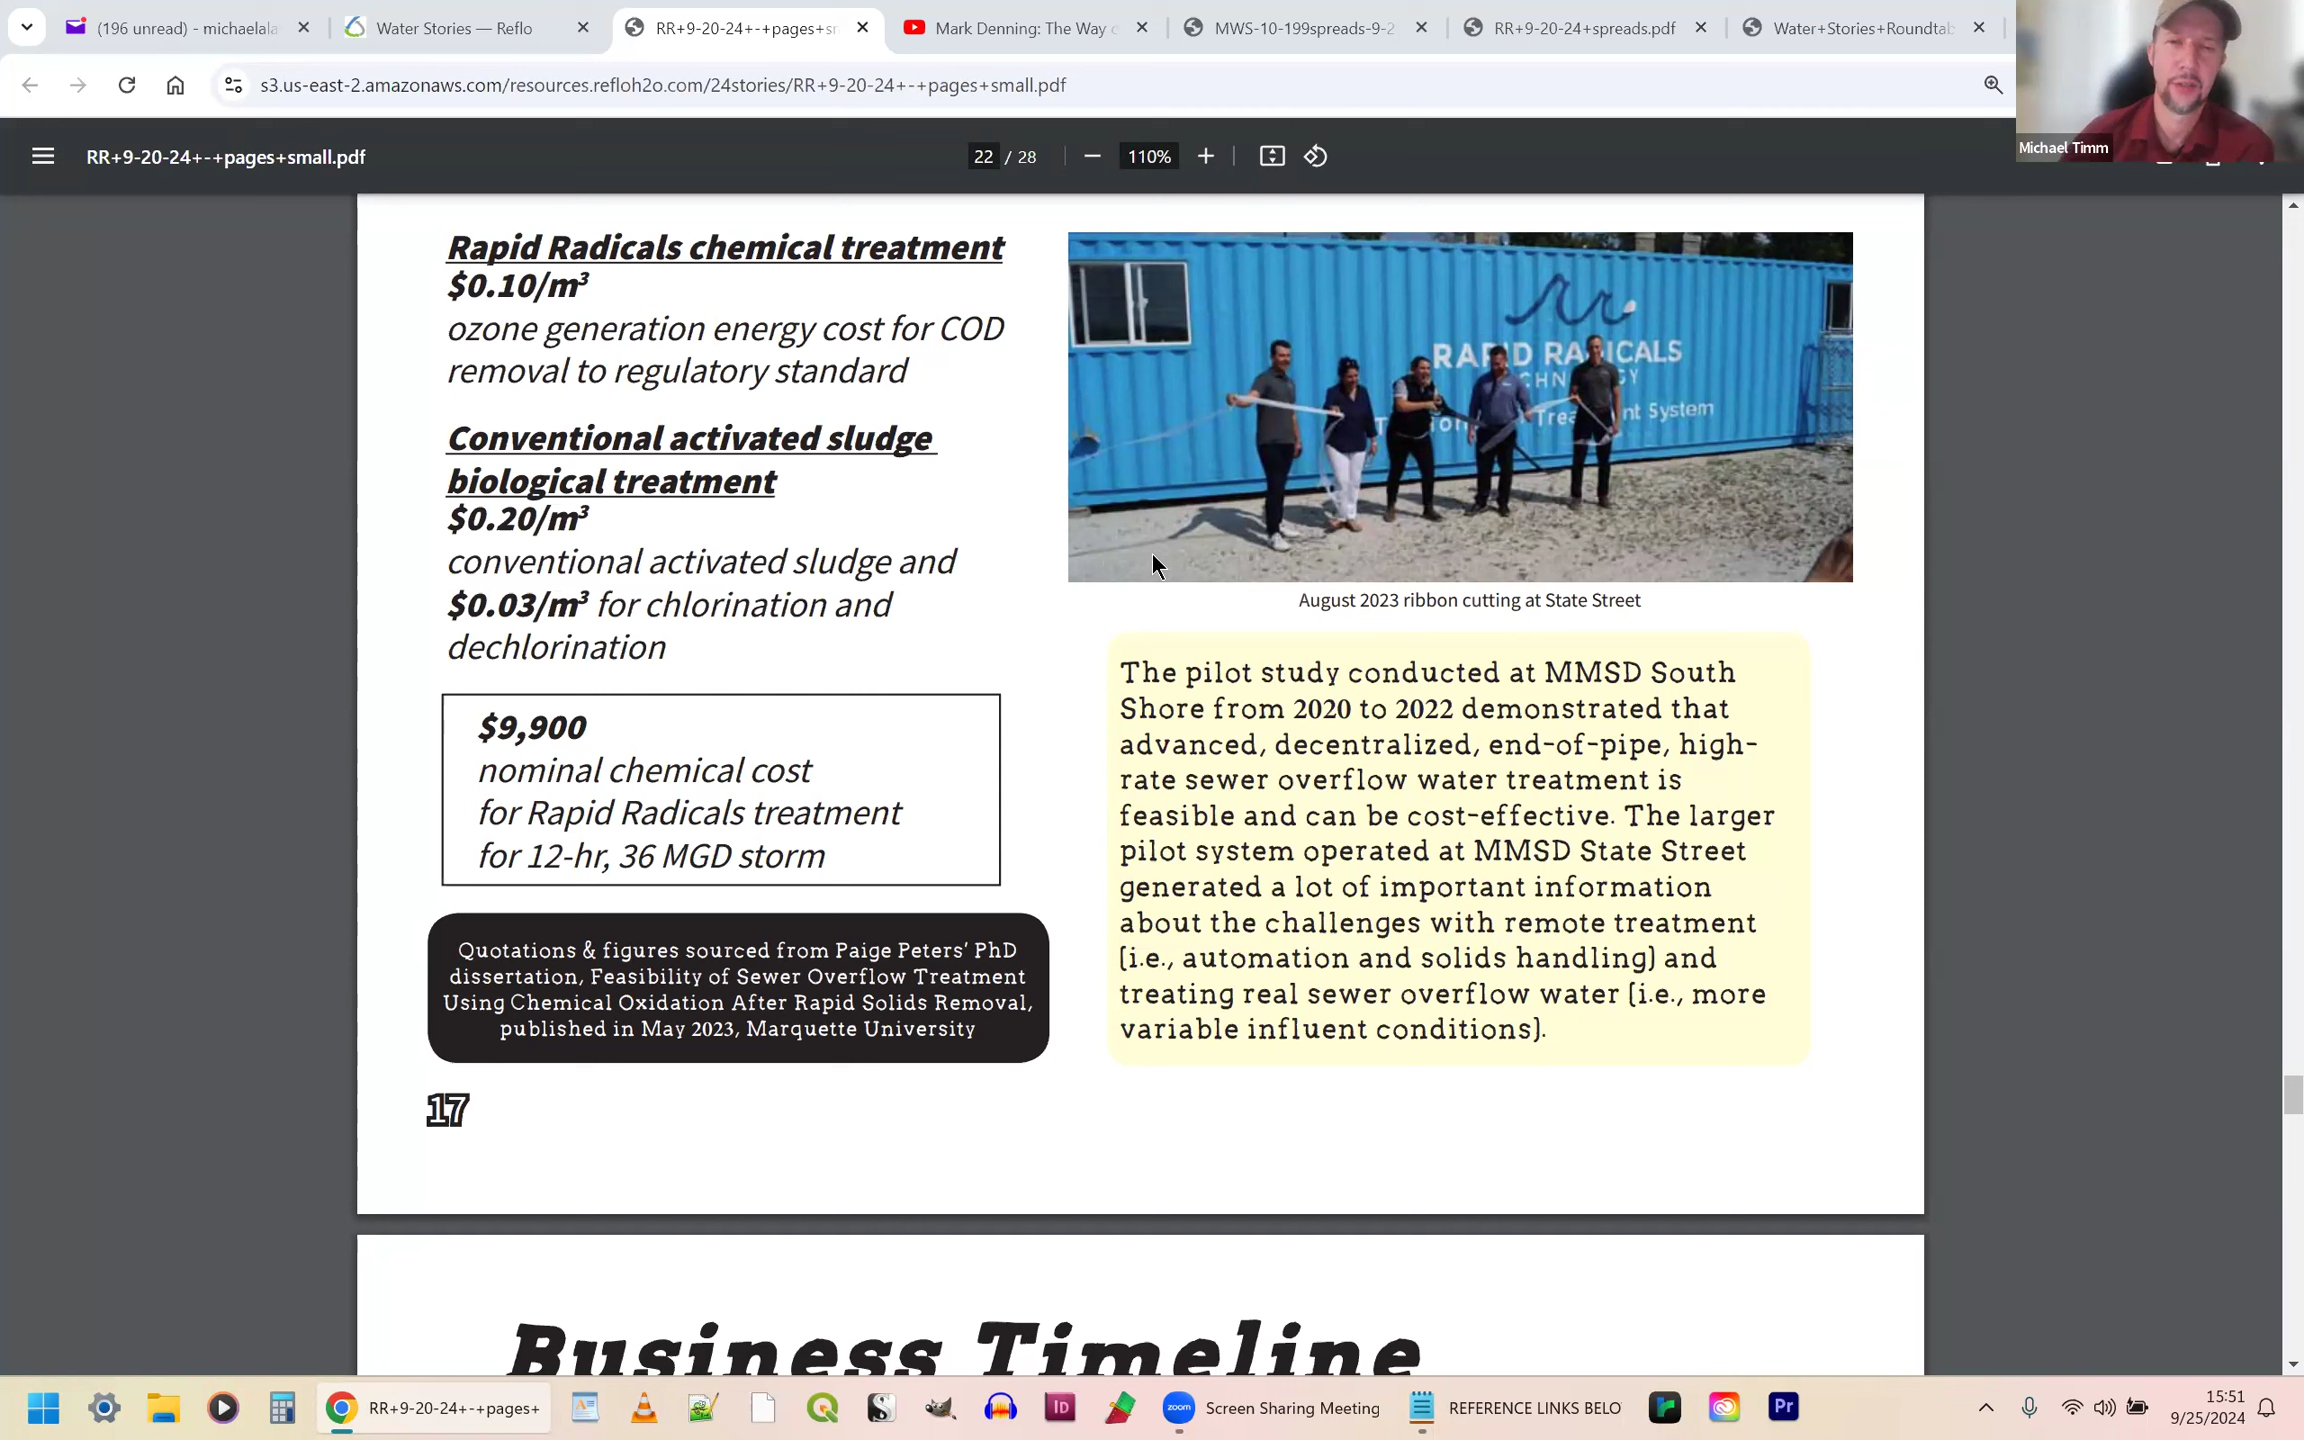 (196 unread) - michaelala
Water Stories — Reflo
RR+9-20-24+-+pages+sm
Mark Denning: The Way o
MWS-10-199spreads-9-2
RR+9-20-24+spreads.pdf
Water+Stories+Roundtab
s3.us-east-2.amazonaws.com/resources.refloh2o.com/24stories/RR+9-20-24+-+pages+small.pdf
Michael Timm
RR+9-20-24+-+pages+small.pdf
22 / 28
110%
Rapid Radicals chemical treatment
$0.10/m³
ozone generation energy cost for COD
removal to regulatory standard
Conventional activated sludge
biological treatment
$0.20/m³
conventional activated sludge and
$0.03/m³ for chlorination and
dechlorination
$9,900
nominal chemical cost
for Rapid Radicals treatment
for 12-hr, 36 MGD storm
Quotations & figures sourced from Paige Peters' PhD
dissertation, Feasibility of Sewer Overflow Treatment
Using Chemical Oxidation After Rapid Solids Removal,
published in May 2023, Marquette University
17
rr
RAPID RADICALS
Treatment System
August 2023 ribbon cutting at State Street
The pilot study conducted at MMSD South
Shore from 2020 to 2022 demonstrated that
advanced, decentralized, end-of-pipe, high-
rate sewer overflow water treatment is
feasible and can be cost-effective. The larger
pilot system operated at MMSD State Street
generated a lot of important information
about the challenges with remote treatment
(i.e., automation and solids handling) and
treating real sewer overflow water (i.e., more
variable influent conditions).
Business Timeline
RR+9-20-24+-+pages+
Screen Sharing Meeting
REFERENCE LINKS BELO
15:51
9/25/2024